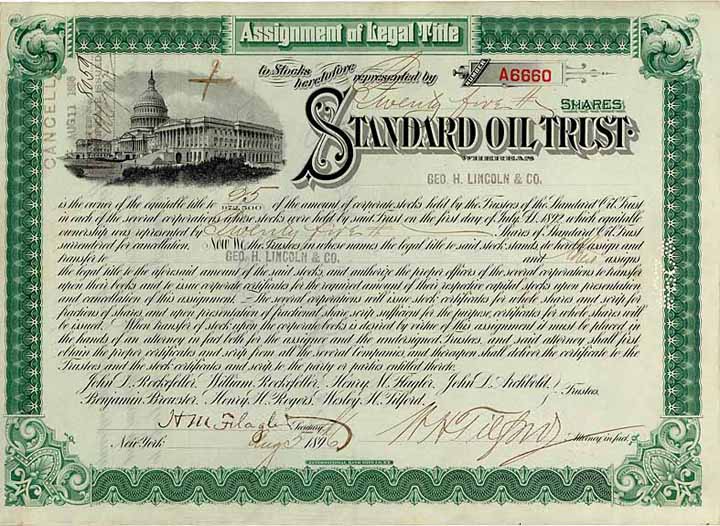 Assignment of Legal Title
to Stocks heretofore represented by
NUMBER A6660
Twenty five
SHARES
STANDARD OIL TRUST
WHEREAS
GEO. H. LINCOLN & CO.
is the owner of the equitable title to 25/972,500 of the amount of corporate stocks held by the Trustees of the Standard Oil Trust
in each of the several corporations whose stocks were held by said Trust on the first day of July, A.D. 1892, which equitable
ownership was represented by Twenty five Shares of Standard Oil Trust
surrendered for cancellation. Now We, the Trustees in whose names the legal title to said stock stands, do hereby assign and
transfer to GEO. H. LINCOLN & CO. and assigns
the legal title to the aforesaid amount of the said stocks, and authorize the proper officers of the several corporations to transfer
upon their books and to issue corporate certificates for the required amount of their respective capital stocks upon presentation
and cancellation of this assignment. The several corporations will issue stock certificates for whole shares and scrip for
fractions of shares, and upon presentation of fractional share scrip sufficient for the purpose, certificates for whole shares will
be issued. When transfer of stock upon the corporate books is desired by virtue of this assignment it must be placed in
the hands of an attorney in fact both for the assignee and the undersigned Trustees, and said attorney shall first
obtain the proper certificates and scrip from all the several Companies, and thereupon shall deliver the certificate to the
Trustees and the stock certificates and scrip to the party or parties entitled thereto.
John D. Rockefeller, William Rockefeller, Henry M. Flagler, John D. Archbold,
Benjamin Brewster, Henry H. Rogers, Wesley H. Tilford,
Trustees.
H M Flagler Secretary
W H Tilford Attorney in fact.
New York Aug 5 1896
CANCELLED
AUG 11 1896